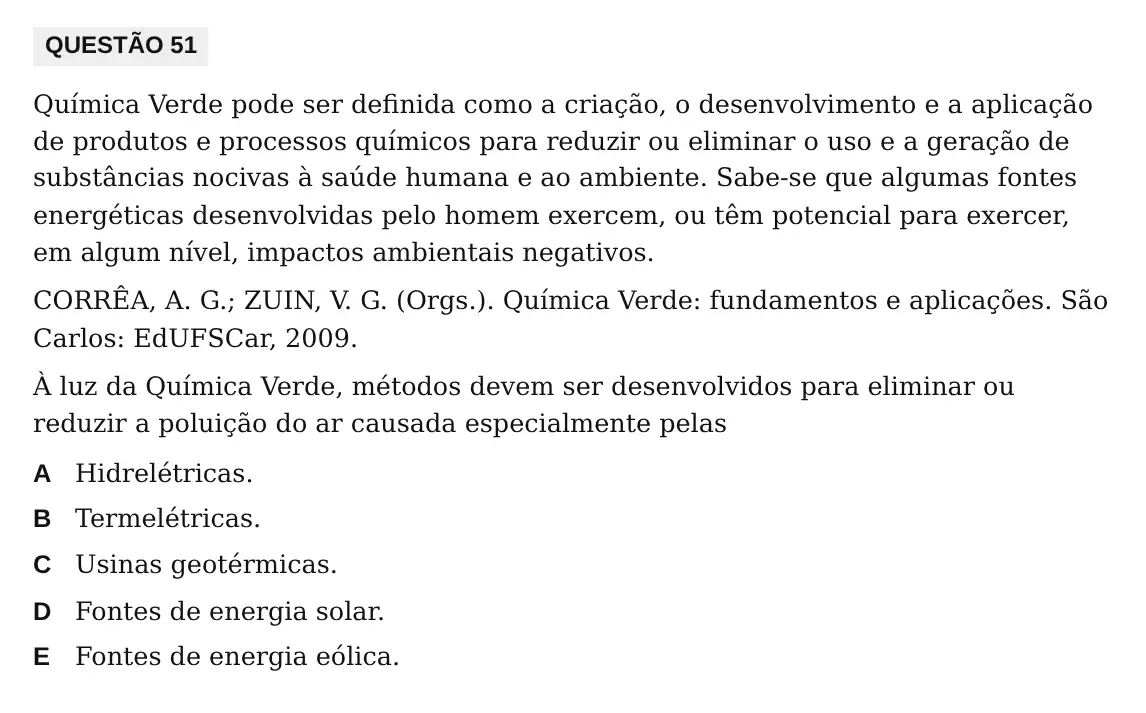 QUESTÃO 51
Química Verde pode ser definida como a criação, o desenvolvimento e a aplicação
de produtos e processos químicos para reduzir ou eliminar o uso e a geração de
substâncias nocivas à saúde humana e ao ambiente. Sabe-se que algumas fontes
energéticas desenvolvidas pelo homem exercem, ou têm potencial para exercer,
em algum nível, impactos ambientais negativos.
CORRÊA, A. G.; ZUIN, V. G. (Orgs.). Química Verde: fundamentos e aplicações. São
Carlos: EdUFSCar, 2009.
À luz da Química Verde, métodos devem ser desenvolvidos para eliminar ou
reduzir a poluição do ar causada especialmente pelas
A Hidrelétricas.
B Termelétricas.
C Usinas geotérmicas.
D Fontes de energia solar.
E Fontes de energia eólica.